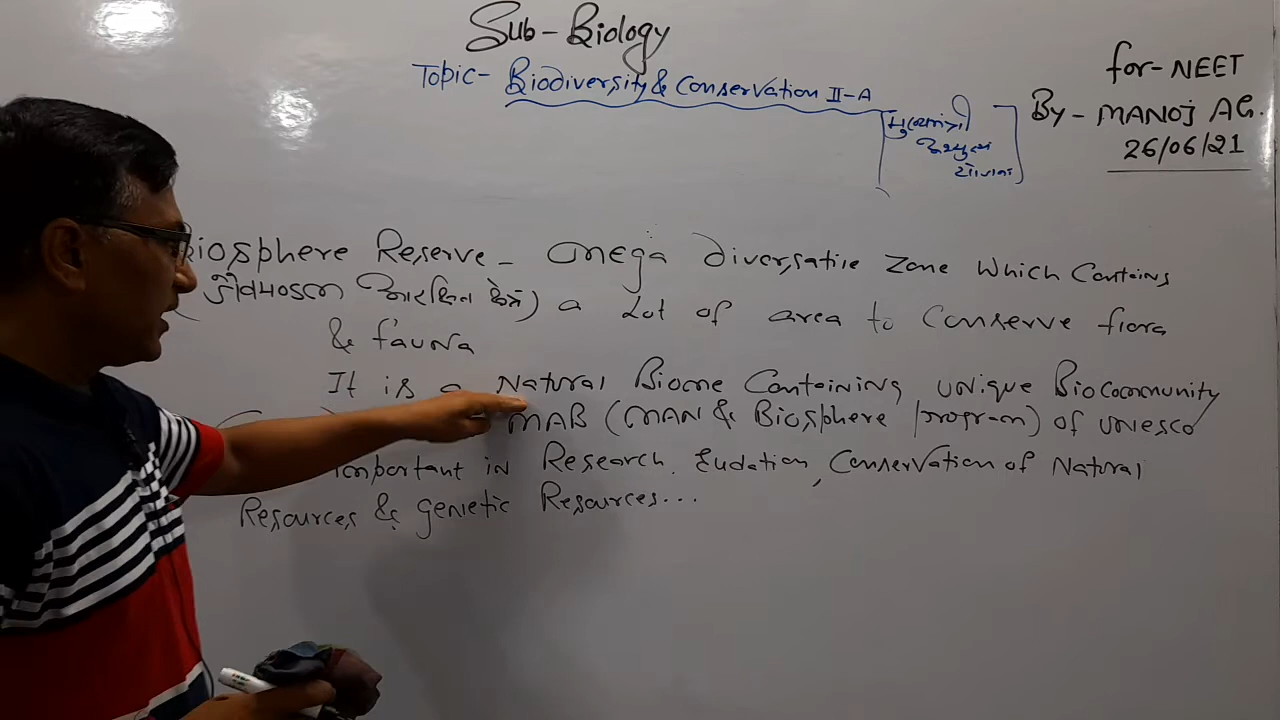 Sub-Biology
Topic- Biodiversity & Conservation II-A
for-NEET
By - MANOJ AG.
26/06/21
Biosphere Reserve - mega diversatile zone which contains
a Lot of area to Conserve flora
& fauna
It is a Natural Biome Containing unique Biocommunity
MAB (MAN & Biosphere program) of UNESCO
important in Research, Eudation, Conservation of Natural
Resources & genetic Resources...